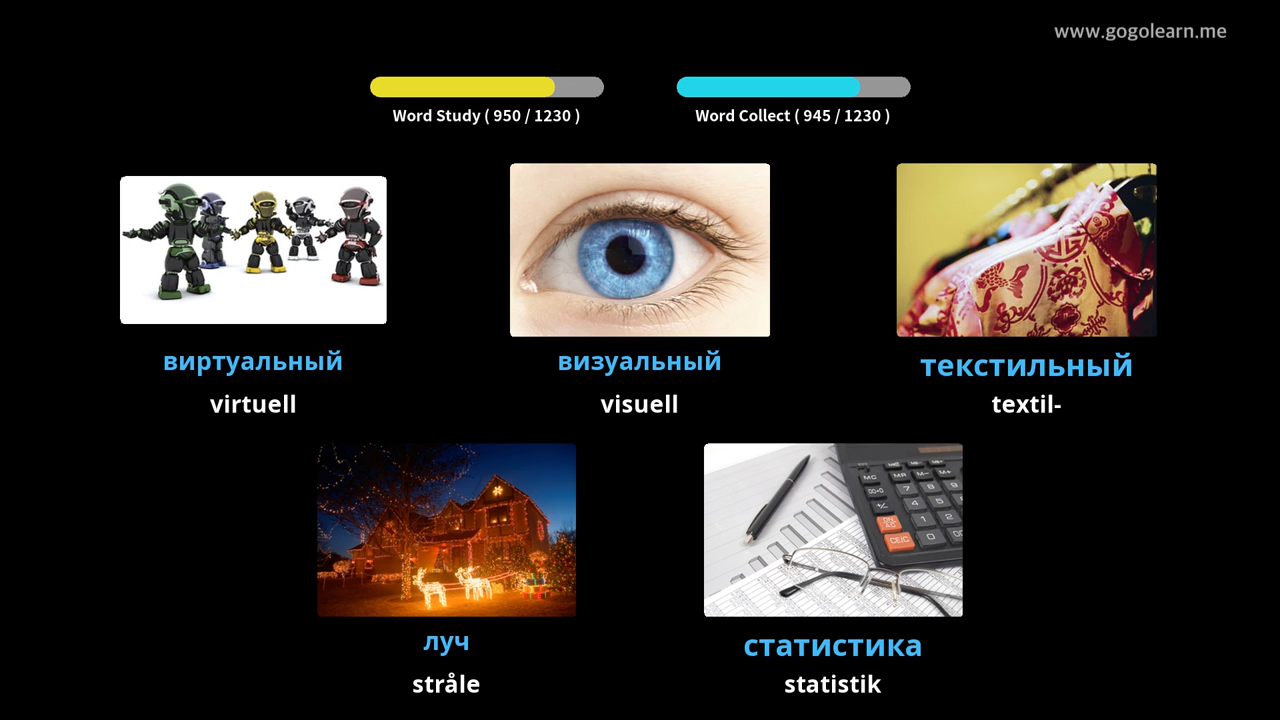 www.gogolearn.me
Word Study ( 950 / 1230 )
Word Collect ( 945 / 1230 )
виртуальный
virtuell
визуальный
visuell
текстильный
textil-
луч
stråle
статистика
statistik